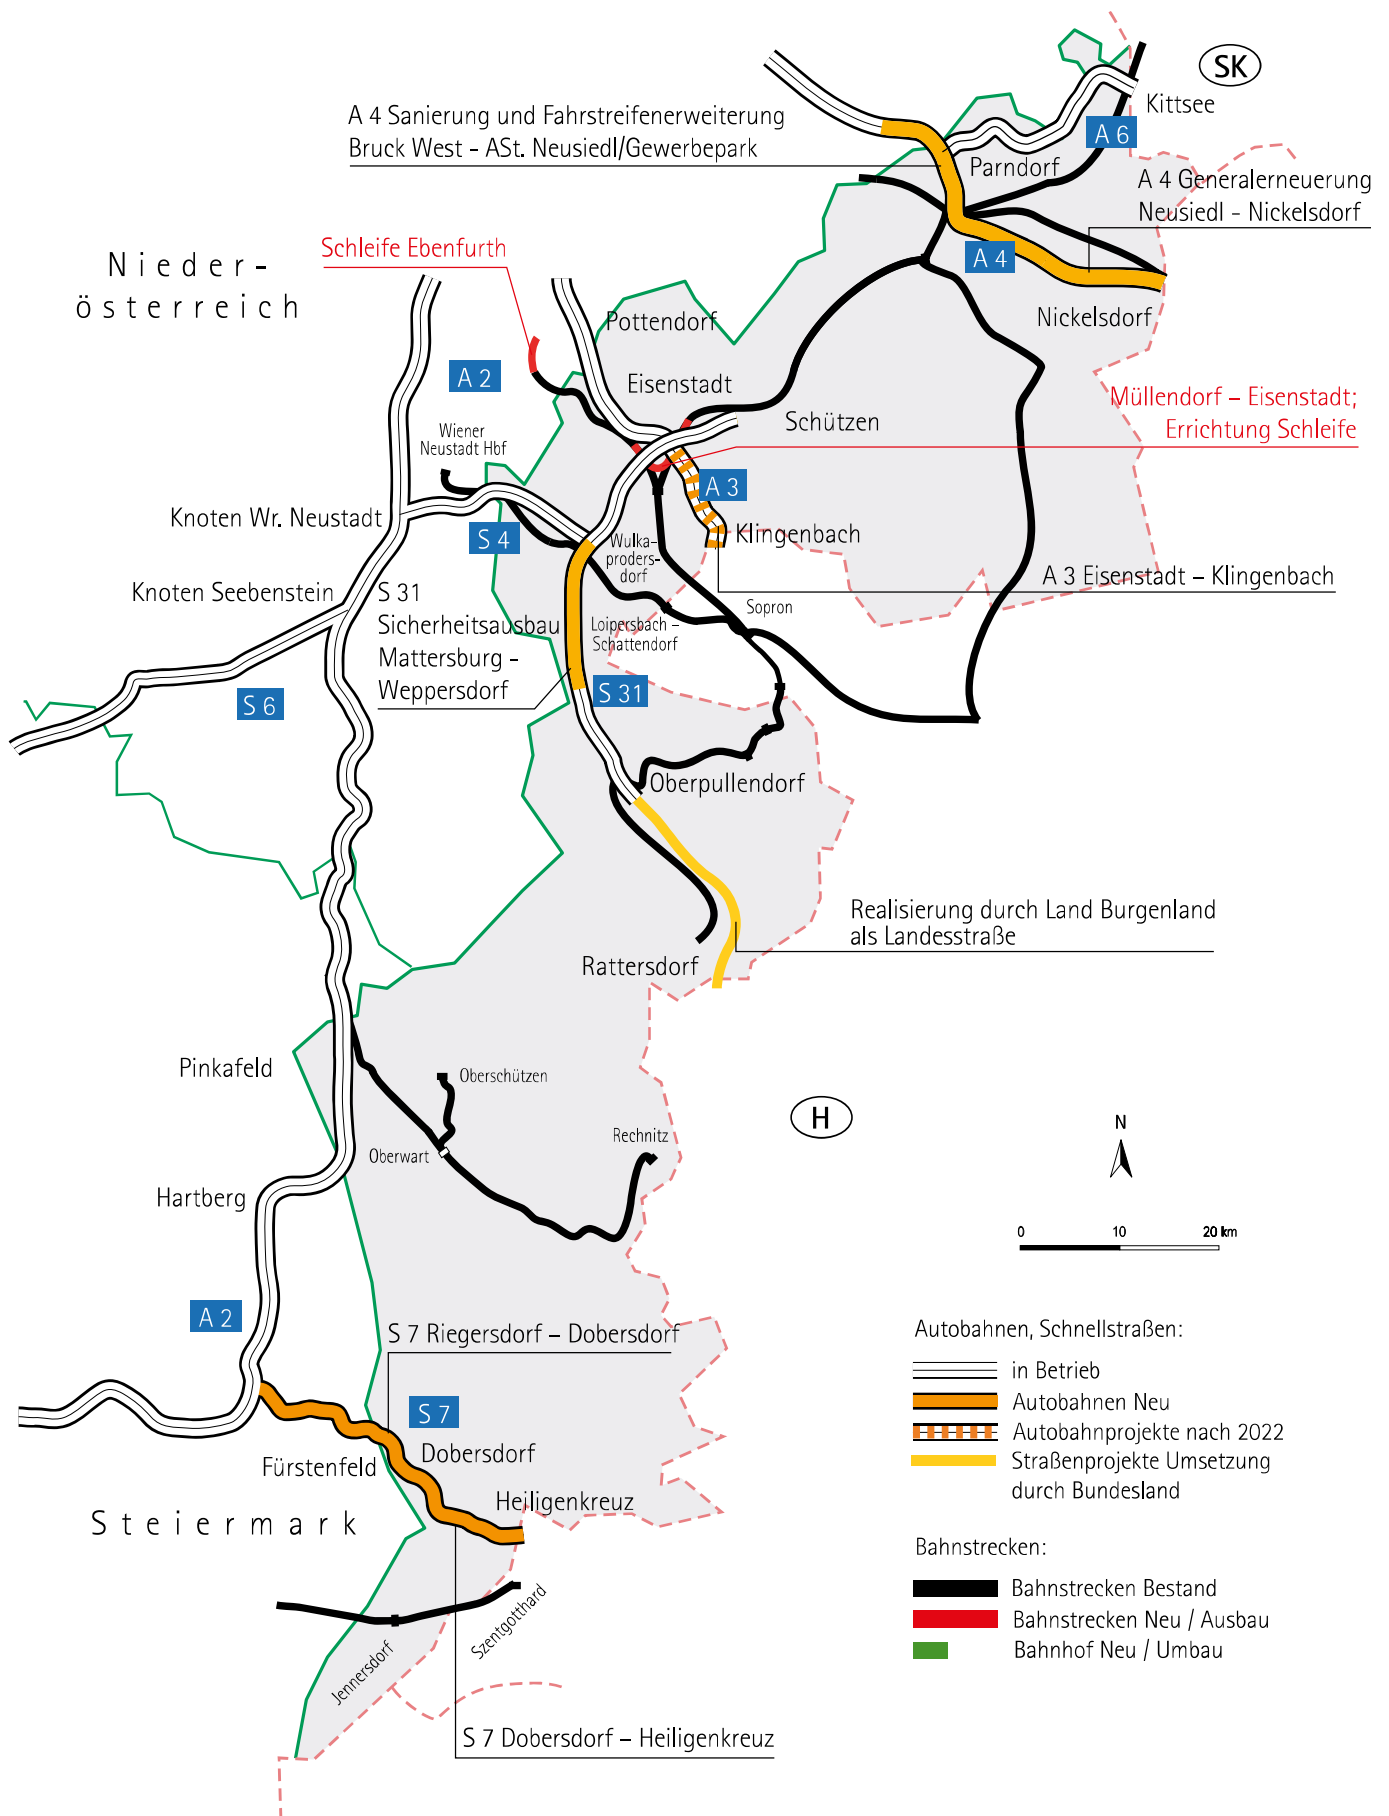 SK
Kittsee
A 4 Sanierung und Fahrstreifenerweiterung
Bruck West - ASt. Neusiedl/Gewerbepark
A 6
Parndorf
A 4 Generalerneuerung
Neusiedl - Nickelsdorf
Schleife Ebenfurth
Nieder-
österreich
A 4
Nickelsdorf
Pottendorf
A 2
Eisenstadt
Müllendorf – Eisenstadt;
Errichtung Schleife
Schützen
Wiener
Neustadt Hbf
A 3
Knoten Wr. Neustadt
S 4
Klingenbach
Wulka-
prodersdorf-
dorf
A 3 Eisenstadt – Klingenbach
Knoten Seebenstein
S 31
Sicherheitsausbau
Mattersburg -
Weppersdorf
Loipersbach –
Schattendorf
Sopron
S 6
S 31
Oberpullendorf
Realisierung durch Land Burgenland
als Landesstraße
Rattersdorf
Pinkafeld
Oberschützen
H
N
Rechnitz
Oberwart
Hartberg
0 10 20 km
A 2
S 7 Riegersdorf – Dobersdorf
Autobahnen, Schnellstraßen:
in Betrieb
Autobahnen Neu
Autobahnprojekte nach 2022
Straßenprojekte Umsetzung
durch Bundesland
S 7
Dobersdorf
Fürstenfeld
Heiligenkreuz
Steiermark
Bahnstrecken:
Bahnstrecken Bestand
Bahnstrecken Neu / Ausbau
Bahnhof Neu / Umbau
Szentgotthard
Jennersdorf
S 7 Dobersdorf – Heiligenkreuz